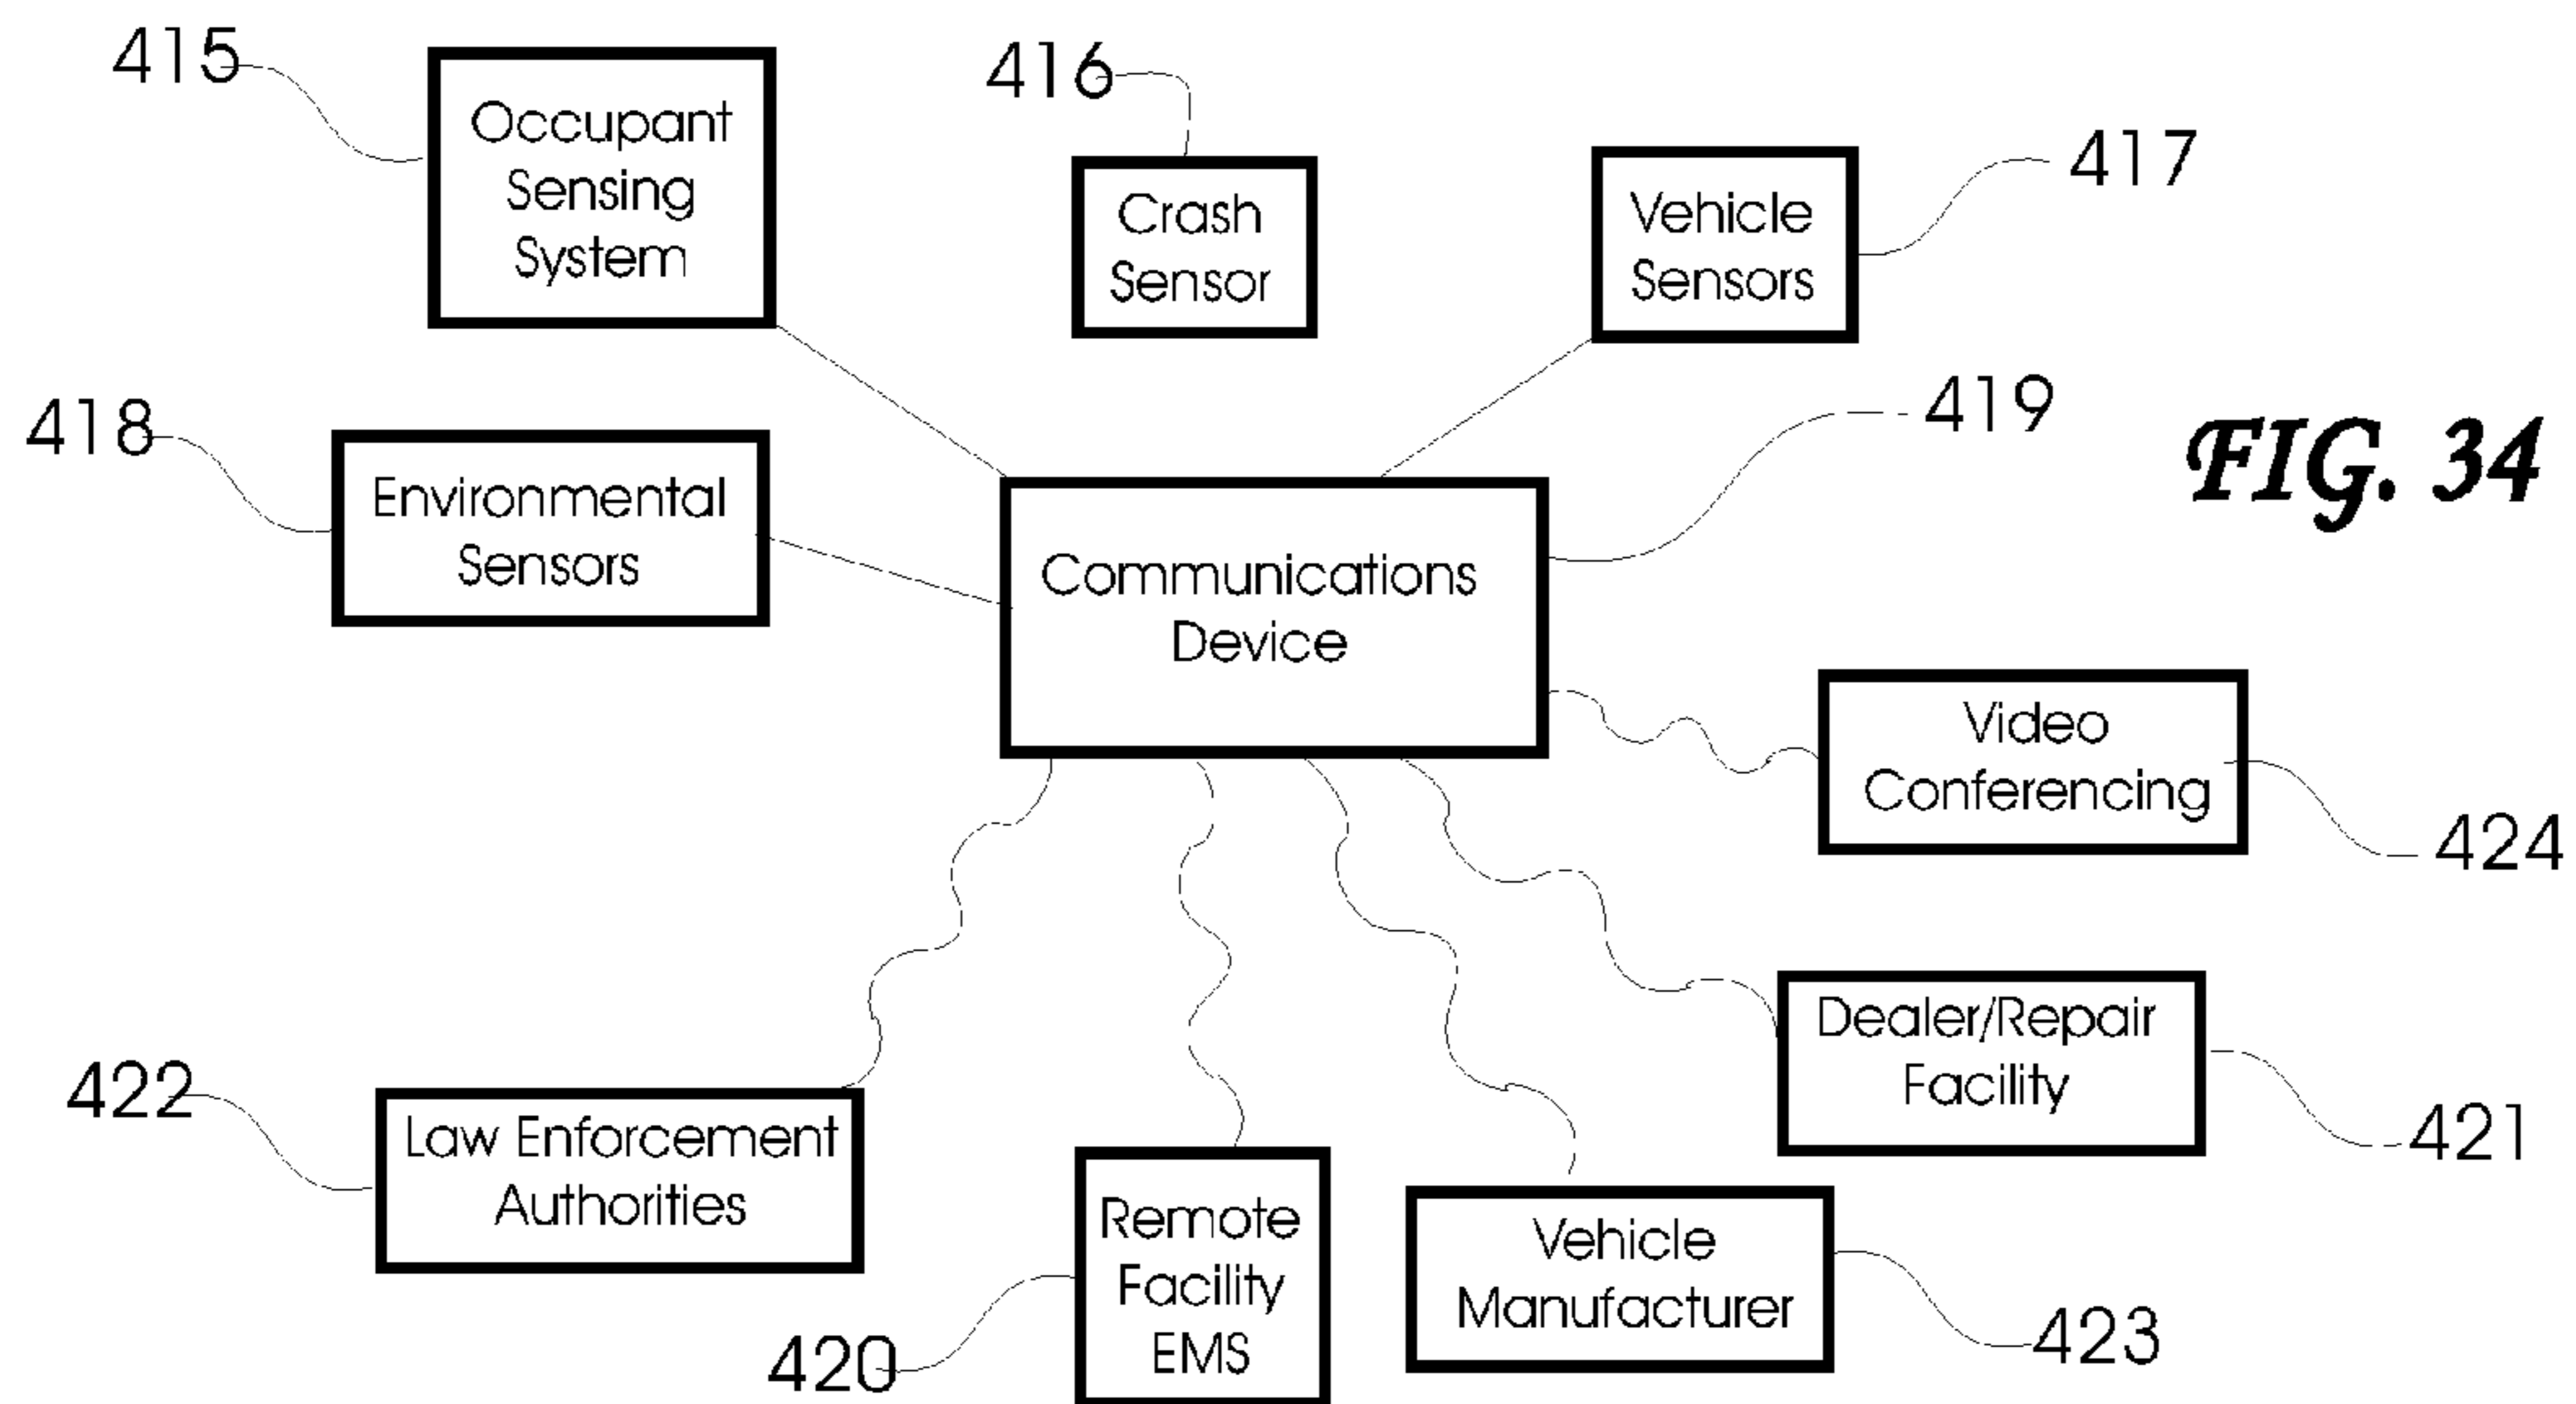 415
Occupant
Sensing
System
416
Crash
Sensor
Vehicle
Sensors
417
418
Environmental
Sensors
419
FIG. 34
Communications
Device
Video
Conferencing
424
Dealer/Repair
Facility
421
422
Law Enforcement
Authorities
Remote
Facility
EMS
420
Vehicle
Manufacturer
423